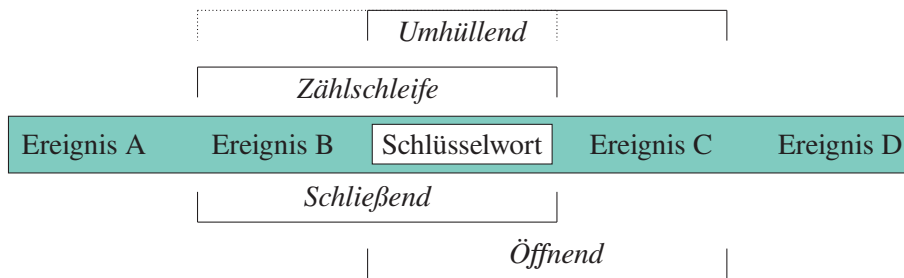 Umhüllend
Zählschleife
Ereignis A Ereignis B Schlüsselwort Ereignis C Ereignis D
Schließend
Öffnend